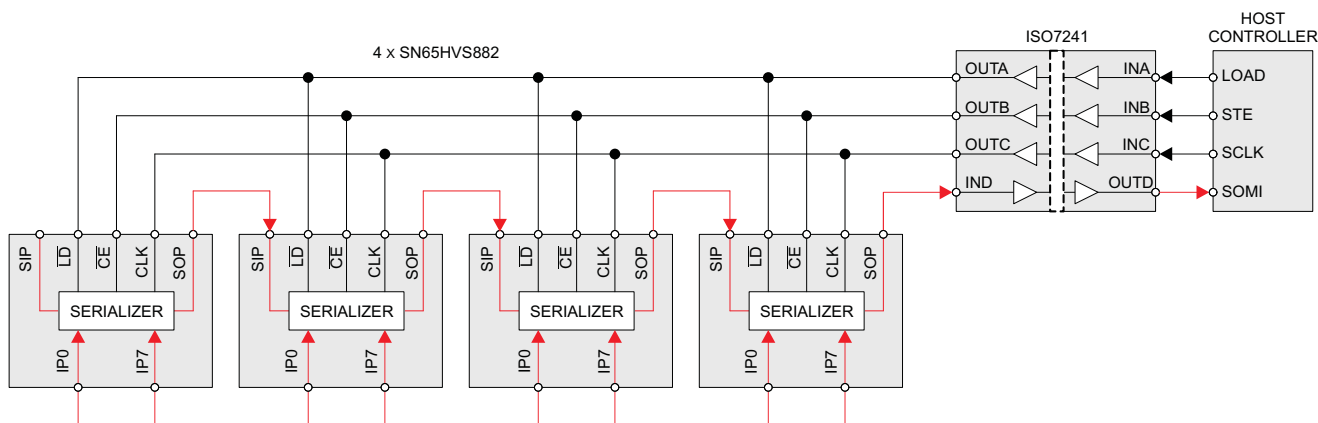 4 x SN65HVS882
ISO7241
HOST
CONTROLLER
OUTA
INA
LOAD
OUTB
INB
STE
OUTC
INC
SCLK
IND
OUTD
SOMI
SIP
LD
CE
CLK
SOP
SERIALIZER
IP0
IP7
SIP
LD
CE
CLK
SOP
SERIALIZER
IP0
IP7
SIP
LD
CE
CLK
SOP
SERIALIZER
IP0
IP7
SIP
LD
CE
CLK
SOP
SERIALIZER
IP0
IP7